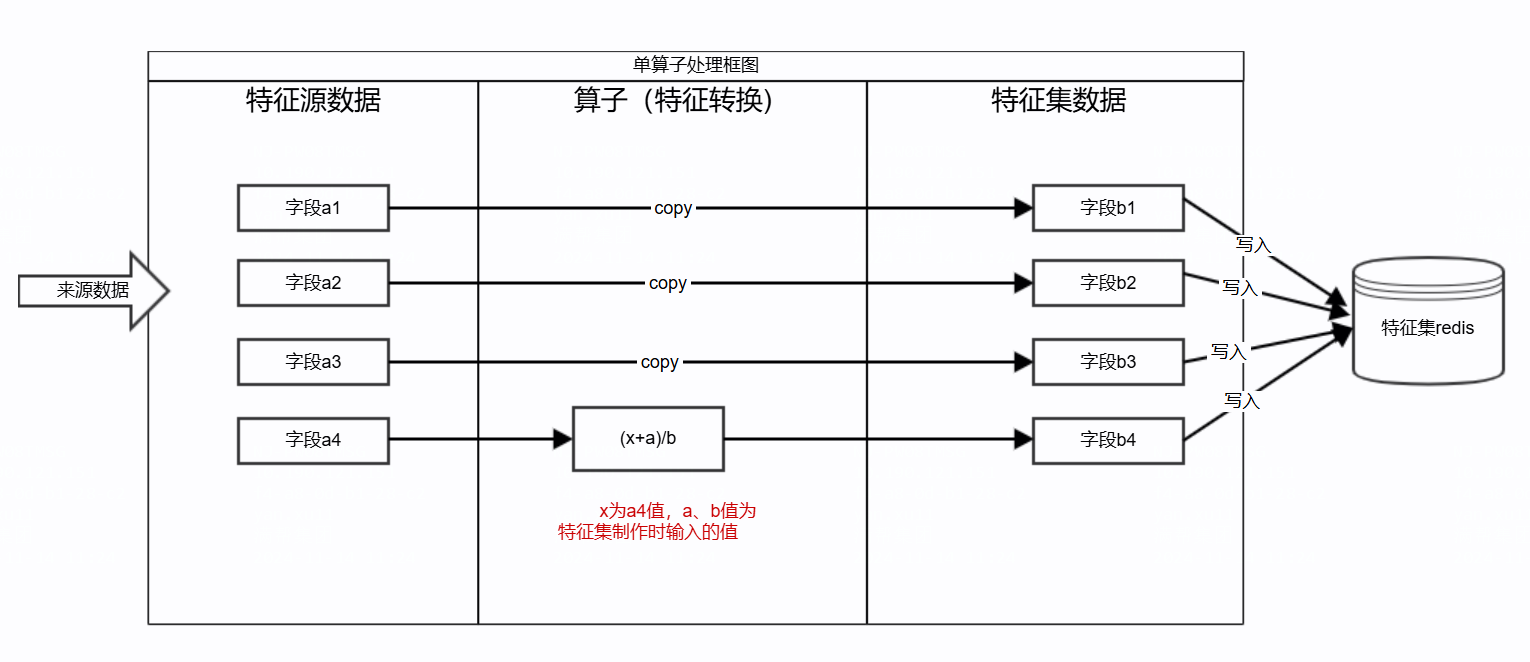 单算子处理框图
特征源数据
算子（特征转换)
特征集数据
字段a1
copy
字段b1
写入
来源数据
字段a2
copy
字段b2
写入
特征集redis
字段a3
copy
字段b3
写入
字段a4
(x+a)/b
字段b4
写入
x为a4值，a、b值为
特征集制作时输入的值